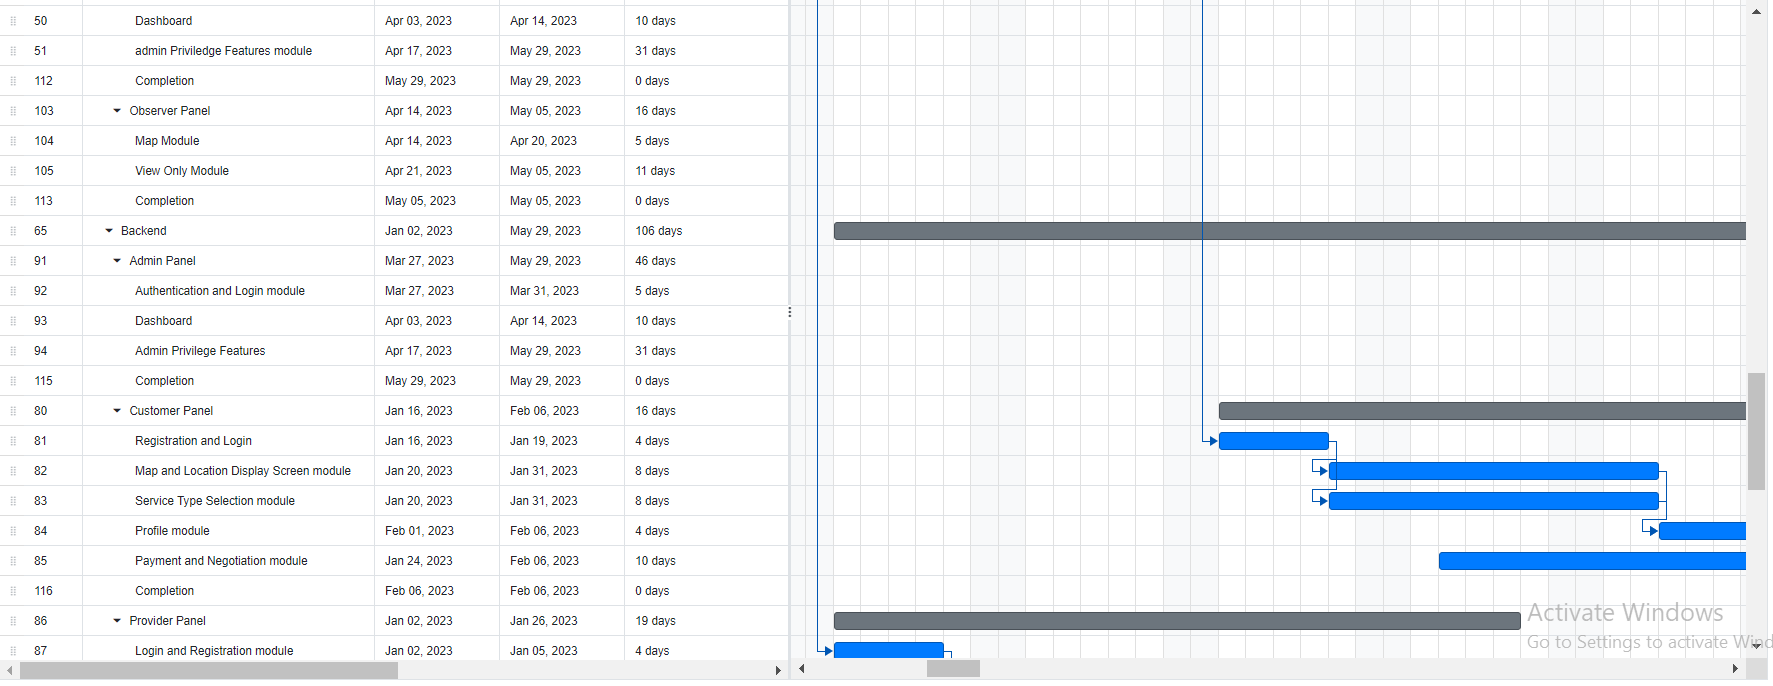 50 Dashboard Apr 03, 2023 Apr 14, 2023 10 days
51 admin Priviledge Features module Apr 17, 2023 May 29, 2023 31 days
112 Completion May 29, 2023 May 29, 2023 0 days
103 Observer Panel Apr 14, 2023 May 05, 2023 16 days
104 Map Module Apr 14, 2023 Apr 20, 2023 5 days
105 View Only Module Apr 21, 2023 May 05, 2023 11 days
113 Completion May 05, 2023 May 05, 2023 0 days
65 Backend Jan 02, 2023 May 29, 2023 106 days
91 Admin Panel Mar 27, 2023 May 29, 2023 46 days
92 Authentication and Login module Mar 27, 2023 Mar 31, 2023 5 days
93 Dashboard Apr 03, 2023 Apr 14, 2023 10 days
94 Admin Privilege Features Apr 17, 2023 May 29, 2023 31 days
115 Completion May 29, 2023 May 29, 2023 0 days
80 Customer Panel Jan 16, 2023 Feb 06, 2023 16 days
81 Registration and Login Jan 16, 2023 Jan 19, 2023 4 days
82 Map and Location Display Screen module Jan 20, 2023 Jan 31, 2023 8 days
83 Service Type Selection module Jan 20, 2023 Jan 31, 2023 8 days
84 Profile module Feb 01, 2023 Feb 06, 2023 4 days
85 Payment and Negotiation module Jan 24, 2023 Feb 06, 2023 10 days
116 Completion Feb 06, 2023 Feb 06, 2023 0 days
86 Provider Panel Jan 02, 2023 Jan 26, 2023 19 days
87 Login and Registration module Jan 02, 2023 Jan 05, 2023 4 days
Activate Windows
Go to Settings to activate Wind